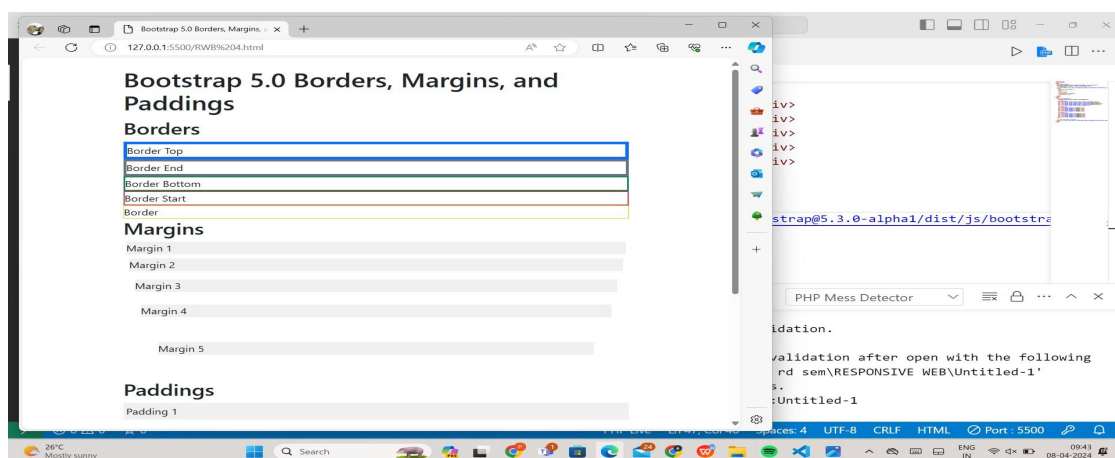 Bootstrap 5.0 Borders, Margins,
127.0.0.1:5500/RWB%204.html
Bootstrap 5.0 Borders, Margins, and
Paddings
Borders
Border Top
Border End
Border Bottom
Border Start
Border
Margins
Margin 1
Margin 2
Margin 3
Margin 4
Margin 5
Paddings
Padding 1
iv>
iv>
iv>
iv>
iv>
strap@5.3.0-alpha1/dist/js/bootstra
PHP Mess Detector
idation.
validation after open with the following
rd sem\RESPONSIVE WEB\Untitled-1'
s.
:Untitled-1
Spaces: 4 UTF-8 CRLF HTML Port : 5500
26°C
Mostly sunny
Search
ENG
IN
09:43
08-04-2024